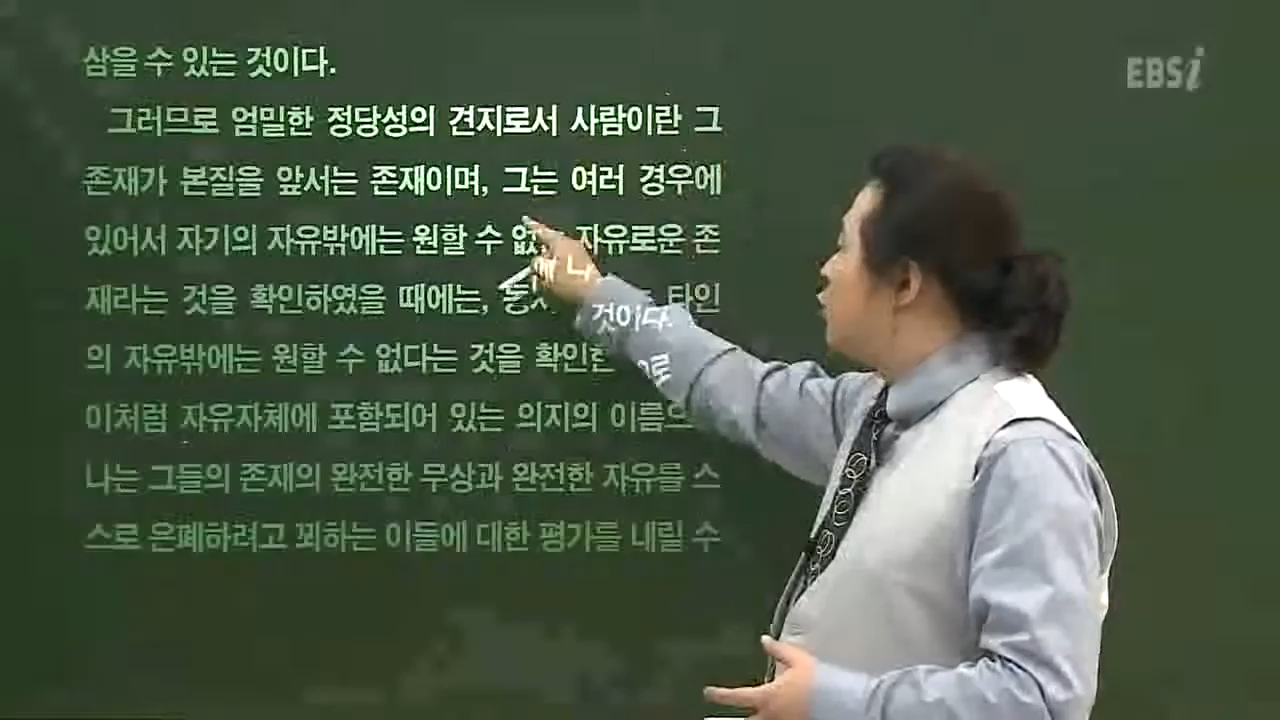 삼을 수 있는 것이다.
EBSi
그러므로 엄밀한 정당성의 견지로서 사람이란 그
존재가 본질을 앞서는 존재이며, 그는 여러 경우에
있어서 자기의 자유밖에는 원할 수 자유로운 존
재라는 것을 확인하였을 때에는, 타인
의 자유밖에는 원할 수 없다는 것을 확인한
것이다.
이처럼 자유자체에 포함되어 있는 의지의
나는 그들의 존재의 완전한 무상과 완전한 자유를 스
스로 은폐하려고 꾀하는 이들에 대한 평가를 내릴 수